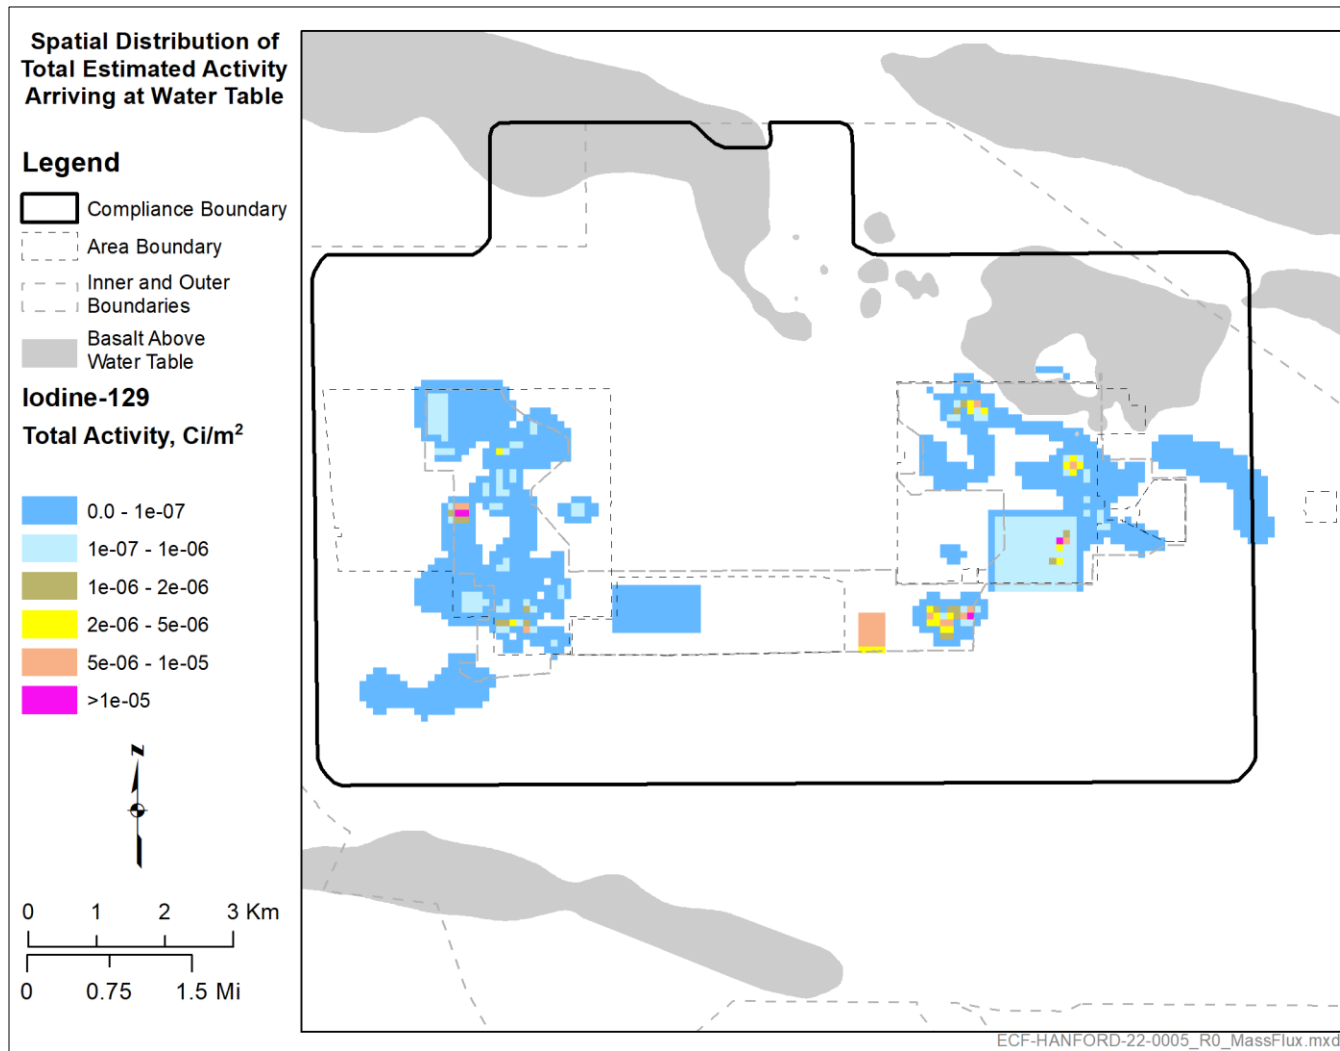 Spatial Distribution of
Total Estimated Activity
Arriving at Water Table
Legend
Compliance Boundary
Area Boundary
Inner and Outer
Boundaries
Basalt Above
Water Table
Iodine-129
Total Activity, Ci/m²
0.0 - 1e-07
1e-07 - 1e-06
1e-06 - 2e-06
2e-06 - 5e-06
5e-06 - 1e-05
>1e-05
N
0 1 2 3 Km
0 0.75 1.5 Mi
ECF-HANFORD-22-0005_R0_MassFlux.mxd